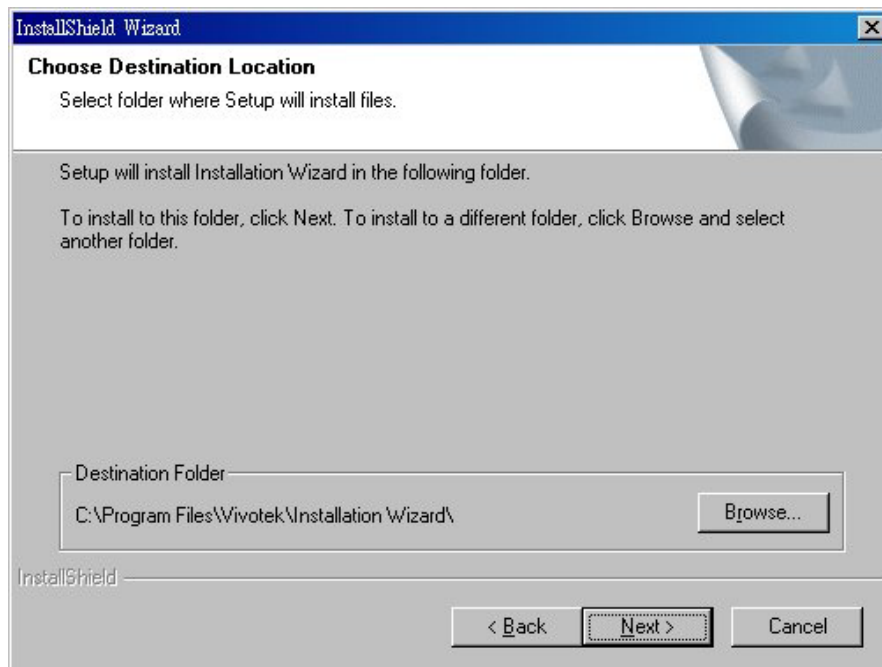 InstallShield Wizard
Choose Destination Location
Select folder where Setup will install files.
Setup will install Installation Wizard in the following folder.
To install to this folder, click Next. To install to a different folder, click Browse and select
another folder.
Destination Folder
C:\Program Files\Vivotek\Installation Wizard\
Browse...
InstallShield
< Back
Next >
Cancel